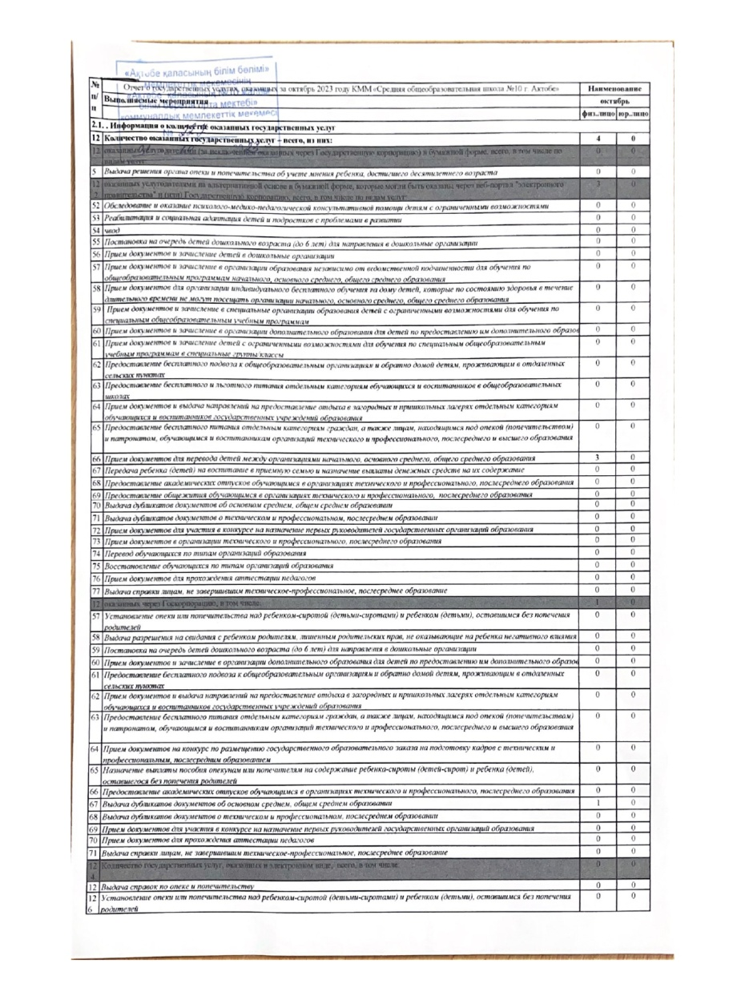 «Ақтөбе қаласының білім бөлімі»
мемлекеттік мекемесінің
коммуналдық мемлекеттік мекемесі
№ п/п
Отчет о государственных услугах, оказанных за октябрь 2023 году КММ «Средняя общеобразовательная школа №10 г. Актобе»
Наименование
Выполняемые мероприятия
октябрь
физ..лицо юр..лицо
2.1. . Информация о количестве оказанных государственных услуг
12 Количество оказанных государственных услуг – всего, из них: 4 0
12 оказанных услугодателями (за исключением оказанных через Государственную корпорацию) в бумажной форме, всего, в том числе по 0 0
видам услуг
5 Выдача решения органа опеки и попечительства об учете мнения ребенка, достигшего десятилетнего возраста 0 0
12 оказанных услугодателями на альтернативной основе в бумажной форме, которые могли быть оказаны через веб-портал "электронного 3 0
правительства" и (или) Государственную корпорацию, всего, в том числе по видам услуг
52 Обследование и оказание психолого-медико-педагогической консультативной помощи детям с ограниченными возможностями 0 0
53 Реабилитация и социальная адаптация детей и подростков с проблемами в развитии 0 0
54 чвод 0 0
55 Постановка на очередь детей дошкольного возраста (до 6 лет) для направления в дошкольные организации 0 0
56 Прием документов и зачисление детей в дошкольные организации 0 0
57 Прием документов и зачисление в организации образования независимо от ведомственной подчиненности для обучения по 0 0
общеобразовательным программам начального, основного среднего, общего среднего образования
58 Прием документов для организации индивидуального бесплатного обучения на дому детей, которые по состоянию здоровья в течение 0 0
длительного времени не могут посещать организации начального, основного среднего, общего среднего образования
59 Прием документов и зачисление в специальные организации образования детей с ограниченными возможностями для обучения по 0 0
специальным общеобразовательным учебным программам
60 Прием документов и зачисление в организации дополнительного образования для детей по предоставлению им дополнительного образов 0 0
61 Прием документов и зачисление детей с ограниченными возможностями для обучения по специальным общеобразовательным 0 0
учебным программам в специальные группы/классы
62 Предоставление бесплатного подвоза к общеобразовательным организациям и обратно домой детям, проживающим в отдаленных 0 0
сельских пунктах
63 Предоставление бесплатного и льготного питания отдельным категориям обучающихся и воспитанников в общеобразовательных 0 0
школах
64 Прием документов и выдача направлений на предоставление отдыха в загородных и пришкольных лагерях отдельным категориям 0 0
обучающихся и воспитанников государственных учреждений образования
65 Предоставление бесплатного питания отдельным категориям граждан, а также лицам, находящимся под опекой (попечительством) 0 0
и патронатом, обучающимся и воспитанникам организаций технического и профессионального, послесреднего и высшего образования
66 Прием документов для перевода детей между организациями начального, основного среднего, общего среднего образования 3 0
67 Передача ребенка (детей) на воспитание в приемную семью и назначение выплаты денежных средств на их содержание 0 0
68 Предоставление академических отпусков обучающимся в организациях технического и профессионального, послесреднего образования 0 0
69 Предоставление общежития обучающимся в организациях технического и профессионального, послесреднего образования 0 0
70 Выдача дубликатов документов об основном среднем, общем среднем образовании 0 0
71 Выдача дубликатов документов о техническом и профессиональном, послесреднем образовании 0 0
72 Прием документов для участия в конкурсе на назначение первых руководителей государственных организаций образования 0 0
73 Прием документов в организации технического и профессионального, послесреднего образования 0 0
74 Перевод обучающихся по типам организаций образования 0 0
75 Восстановление обучающихся по типам организаций образования 0 0
76 Прием документов для прохождения аттестации педагогов 0 0
77 Выдача справки лицам, не завершившим техническое-профессиональное, послесреднее образование 0 0
12 оказанных через Госкорпорацию, в том числе 1 0
57 Установление опеки или попечительства над ребенком-сиротой (детьми-сиротами) и ребенком (детьми), оставшимся без попечения 0 0
родителей
58 Выдача разрешения на свидания с ребенком родителям, лишенным родительских прав, не оказывающие на ребенка негативного влияния 0 0
59 Постановка на очередь детей дошкольного возраста (до 6 лет) для направления в дошкольные организации 0 0
60 Прием документов и зачисление в организации дополнительного образования для детей по предоставлению им дополнительного образов 0 0
61 Предоставление бесплатного подвоза к общеобразовательным организациям и обратно домой детям, проживающим в отдаленных 0 0
сельских пунктах
62 Прием документов и выдача направлений на предоставление отдыха в загородных и пришкольных лагерях отдельным категориям 0 0
обучающихся и воспитанников государственных учреждений образования
63 Предоставление бесплатного питания отдельным категориям граждан, а также лицам, находящимся под опекой (попечительством) 0 0
и патронатом, обучающимся и воспитанникам организаций технического и профессионального, послесреднего и высшего образования
64 Прием документов на конкурс по размещению государственного образовательного заказа на подготовку кадров с техническим и 0 0
профессиональным, послесредним образованием
65 Назначение выплаты пособия опекунам или попечителям на содержание ребенка-сироты (детей-сирот) и ребенка (детей), 0 0
оставшегося без попечения родителей
66 Предоставление академических отпусков обучающимся в организациях технического и профессионального, послесреднего образования 0 0
67 Выдача дубликатов документов об основном среднем, общем среднем образовании 1 0
68 Выдача дубликатов документов о техническом и профессиональном, послесреднем образовании 0 0
69 Прием документов для участия в конкурсе на назначение первых руководителей государственных организаций образования 0 0
70 Прием документов для прохождения аттестации педагогов 0 0
71 Выдача справки лицам, не завершившим техническое-профессиональное, послесреднее образование 0 0
12 Количество государственных услуг, оказанных в электронном виде, всего, в том числе: 0 0
4
12 Выдача справок по опеке и попечительству 0 0
12 Установление опеки или попечительства над ребенком-сиротой (детьми-сиротами) и ребенком (детьми), оставшимся без попечения 0 0
6 родителей